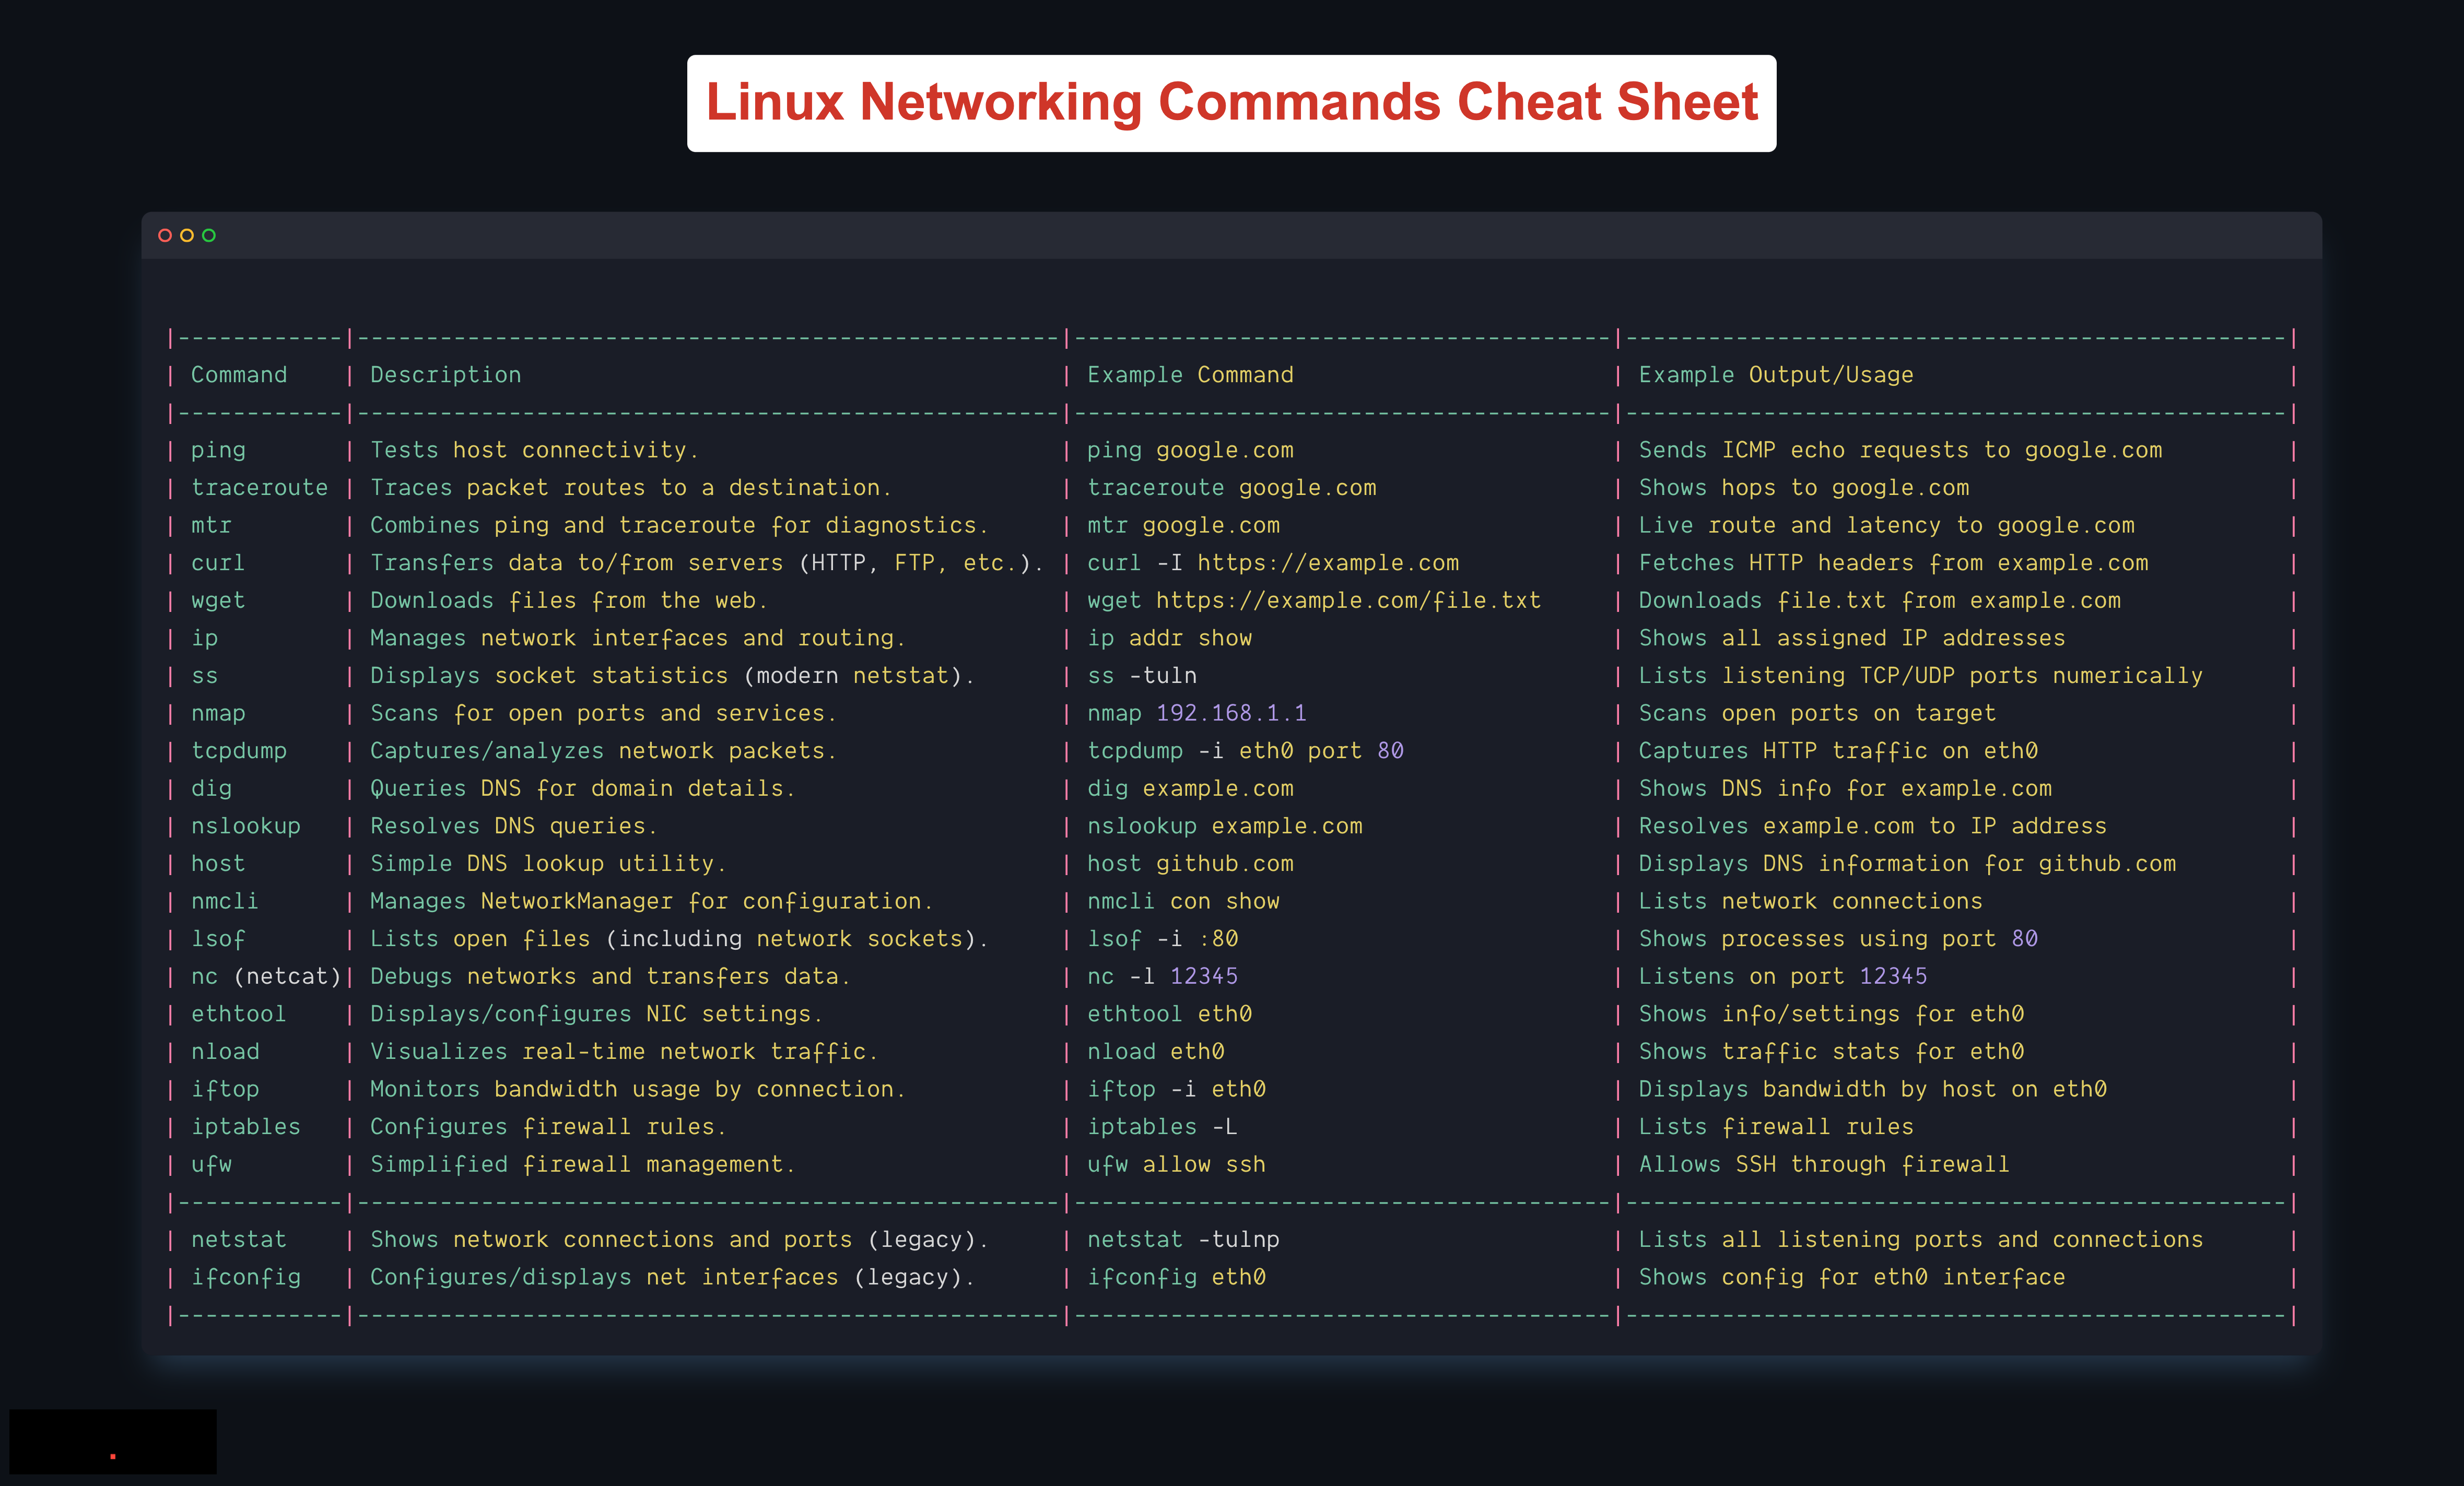 Linux Networking Commands Cheat Sheet
|------------|---------------------------------------------------|---------------------------------------|------------------------------------------------|
| Command | Description | Example Command | Example Output/Usage |
|------------|---------------------------------------------------|---------------------------------------|------------------------------------------------|
| ping | Tests host connectivity. | ping google.com | Sends ICMP echo requests to google.com |
| traceroute | Traces packet routes to a destination. | traceroute google.com | Shows hops to google.com |
| mtr | Combines ping and traceroute for diagnostics. | mtr google.com | Live route and latency to google.com |
| curl | Transfers data to/from servers (HTTP, FTP, etc.). | curl -I https://example.com | Fetches HTTP headers from example.com |
| wget | Downloads files from the web. | wget https://example.com/file.txt | Downloads file.txt from example.com |
| ip | Manages network interfaces and routing. | ip addr show | Shows all assigned IP addresses |
| ss | Displays socket statistics (modern netstat). | ss -tuln | Lists listening TCP/UDP ports numerically |
| nmap | Scans for open ports and services. | nmap 192.168.1.1 | Scans open ports on target |
| tcpdump | Captures/analyzes network packets. | tcpdump -i eth0 port 80 | Captures HTTP traffic on eth0 |
| dig | Queries DNS for domain details. | dig example.com | Shows DNS info for example.com |
| nslookup | Resolves DNS queries. | nslookup example.com | Resolves example.com to IP address |
| host | Simple DNS lookup utility. | host github.com | Displays DNS information for github.com |
| nmcli | Manages NetworkManager for configuration. | nmcli con show | Lists network connections |
| lsof | Lists open files (including network sockets). | lsof -i :80 | Shows processes using port 80 |
| nc (netcat)| Debugs networks and transfers data. | nc -l 12345 | Listens on port 12345 |
| ethtool | Displays/configures NIC settings. | ethtool eth0 | Shows info/settings for eth0 |
| nload | Visualizes real-time network traffic. | nload eth0 | Shows traffic stats for eth0 |
| iftop | Monitors bandwidth usage by connection. | iftop -i eth0 | Displays bandwidth by host on eth0 |
| iptables | Configures firewall rules. | iptables -L | Lists firewall rules |
| ufw | Simplified firewall management. | ufw allow ssh | Allows SSH through firewall |
|------------|---------------------------------------------------|---------------------------------------|------------------------------------------------|
| netstat | Shows network connections and ports (legacy). | netstat -tulnp | Lists all listening ports and connections |
| ifconfig | Configures/displays net interfaces (legacy). | ifconfig eth0 | Shows config for eth0 interface |
|------------|---------------------------------------------------|---------------------------------------|------------------------------------------------|
.